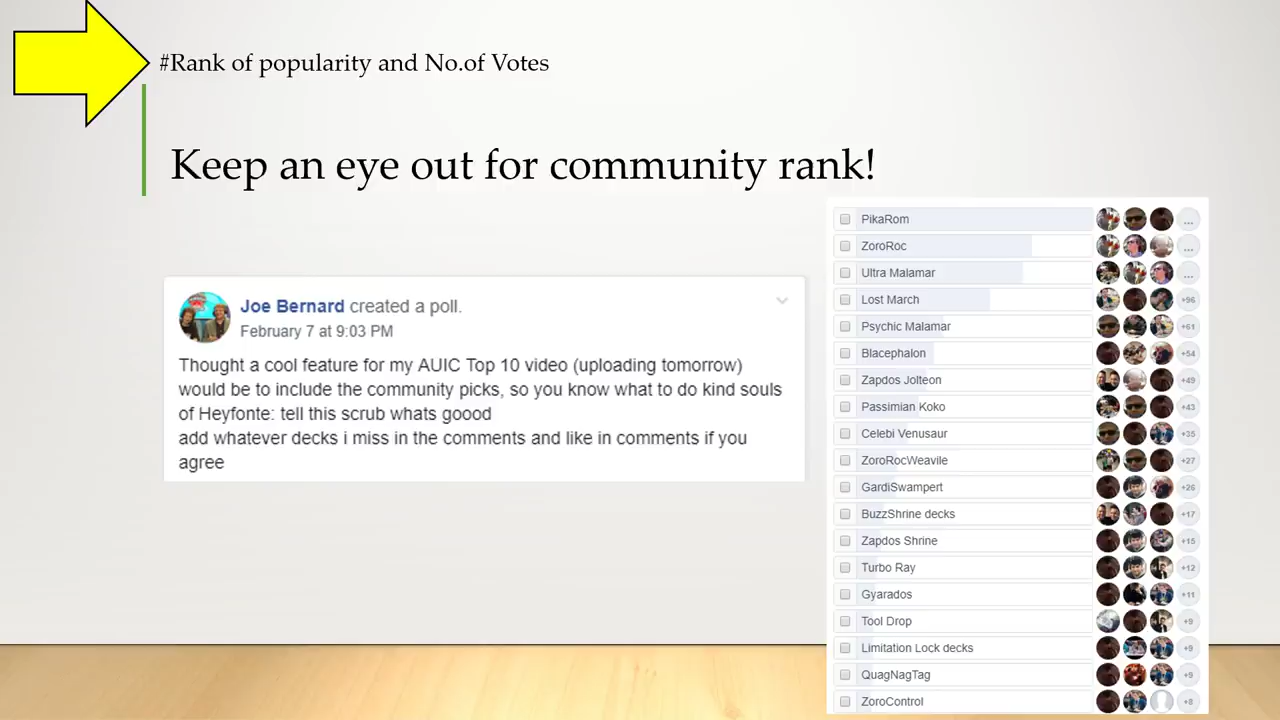 #Rank of popularity and No.of Votes
Keep an eye out for community rank!
Joe Bernard created a poll.
February 7 at 9:03 PM
Thought a cool feature for my AUIC Top 10 video (uploading tomorrow)
would be to include the community picks, so you know what to do kind souls
of Heyfonte: tell this scrub whats goood
add whatever decks i miss in the comments and like in comments if you
agree
PikaRom ...
ZoroRoc ...
Ultra Malamar ...
Lost March +96
Psychic Malamar +61
Blacephalon +54
Zapdos Jolteon +49
Passimian Koko +43
Celebi Venusaur +35
ZoroRocWeavile +27
GardiSwampert +26
BuzzShrine decks +17
Zapdos Shrine +15
Turbo Ray +12
Gyarados +11
Tool Drop +9
Limitation Lock decks +9
QuagNagTag +9
ZoroControl +8